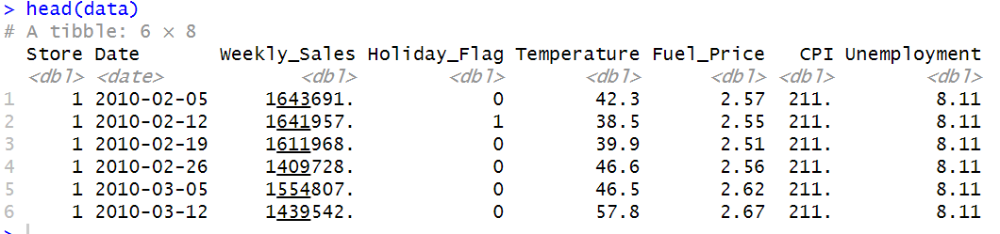 > head(data)
# A tibble: 6 × 8
Store Date Weekly_Sales Holiday_Flag Temperature Fuel_Price CPI Unemployment
<dbl> <date> <dbl> <dbl> <dbl> <dbl> <dbl> <dbl>
1 1 2010-02-05 1643691. 0 42.3 2.57 211. 8.11
2 1 2010-02-12 1641957. 1 38.5 2.55 211. 8.11
3 1 2010-02-19 1611968. 0 39.9 2.51 211. 8.11
4 1 2010-02-26 1409728. 0 46.6 2.56 211. 8.11
5 1 2010-03-05 1554807. 0 46.5 2.62 211. 8.11
6 1 2010-03-12 1439542. 0 57.8 2.67 211. 8.11
>